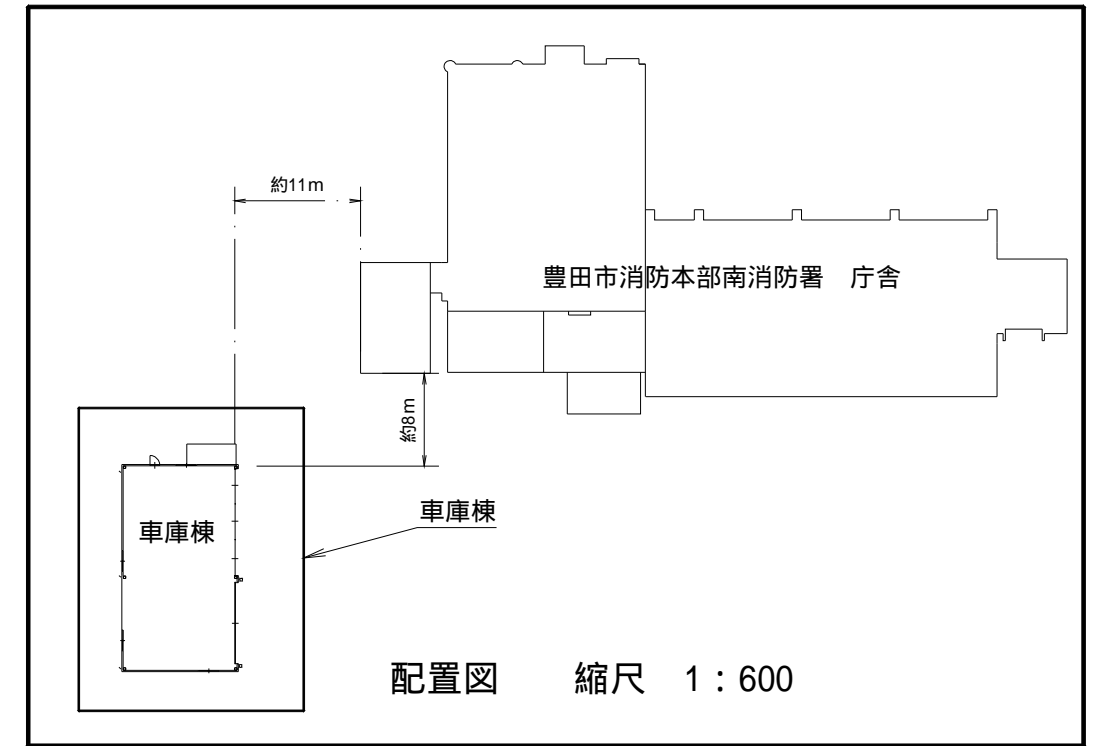 約11m
豊田市消防本部南消防署　庁舎
約8m
車庫棟
車庫棟
配置図　縮尺　1：600